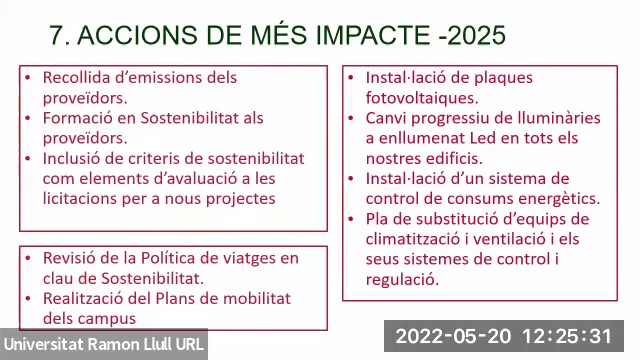 7. ACCIONS DE MÉS IMPACTE -2025
• Recollida d’emissions dels
proveïdors.
• Formació en Sostenibilitat als
proveïdors.
• Inclusió de criteris de sostenibilitat
com elements d’avaluació a les
licitacions per a nous projectes
• Revisió de la Política de viatges en
clau de Sostenibilitat.
• Realització del Plans de mobilitat
dels campus
• Instal·lació de plaques
fotovoltaiques.
• Canvi progressiu de lluminàries
a enllumenat Led en tots els
nostres edificis.
• Instal·lació d’un sistema de
control de consums energètics.
• Pla de substitució d’equips de
climatització i ventilació i els
seus sistemes de control i
regulació.
Universitat Ramon Llull URL
2022-05-20 12:25:31